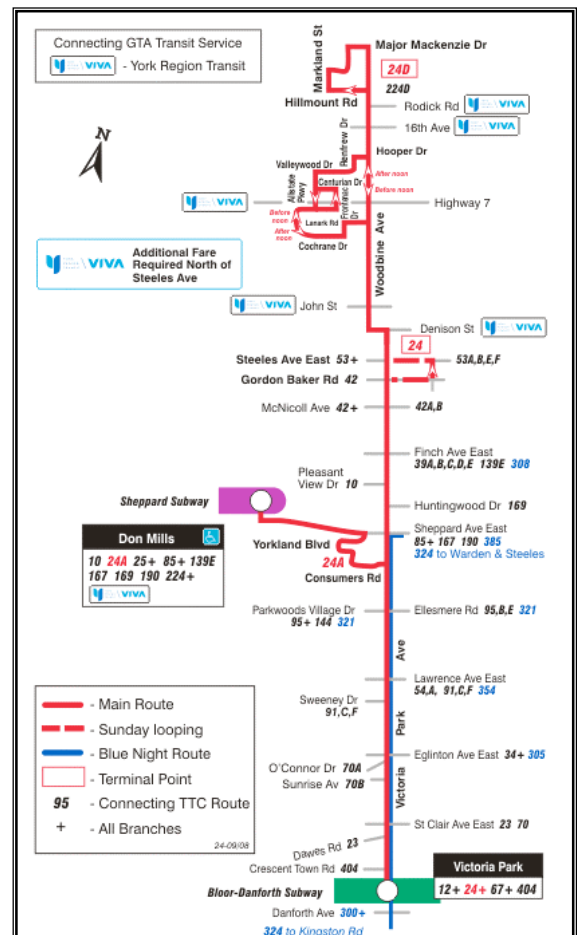 Connecting GTA Transit Service
VIVA - York Region Transit
N
Markland St
Major Mackenzie Dr
24D
224D
Hillmount Rd
Rodick Rd VIVA
16th Ave VIVA
Renfrew Dr
Hooper Dr
Valleywood Dr
After noon
Before noon
Allstate Pkwy
Centurian Dr
VIVA
Highway 7
Frontenac Dr
Before noon
Lanark Rd
After noon
Cochrane Dr
Woodbine Ave
VIVA Additional Fare
Required North of
Steeles Ave
VIVA John St
Denison St VIVA
24
Steeles Ave East 53+
53A,B,E,F
Gordon Baker Rd 42
McNicoll Ave 42+
42A,B
Finch Ave East
39A,B,C,D,E 139E 308
Pleasant
View Dr 10
Sheppard Subway
Huntingwood Dr 169
Sheppard Ave East
85+ 167 190 385
324 to Warden & Steeles
Don Mills
10 24A 25+ 85+ 139E
167 169 190 224+
VIVA
Yorkland Blvd
24A
Consumers Rd
Parkwoods Village Dr
95+ 144 321
Ellesmere Rd 95,B,E 321
Victoria Park Ave
Lawrence Ave East
54,A, 91,C,F 354
Sweeney Dr
91,C,F
Eglinton Ave East 34+ 305
O'Connor Dr 70A
Sunrise Av 70B
St Clair Ave East 23 70
Dawes Rd 23
Crescent Town Rd 404
Victoria Park
12+ 24+ 67+ 404
Bloor-Danforth Subway
Danforth Ave 300+
324 to Kingston Rd
- Main Route
- Sunday looping
- Blue Night Route
- Terminal Point
95 - Connecting TTC Route
+ - All Branches
24-09/08